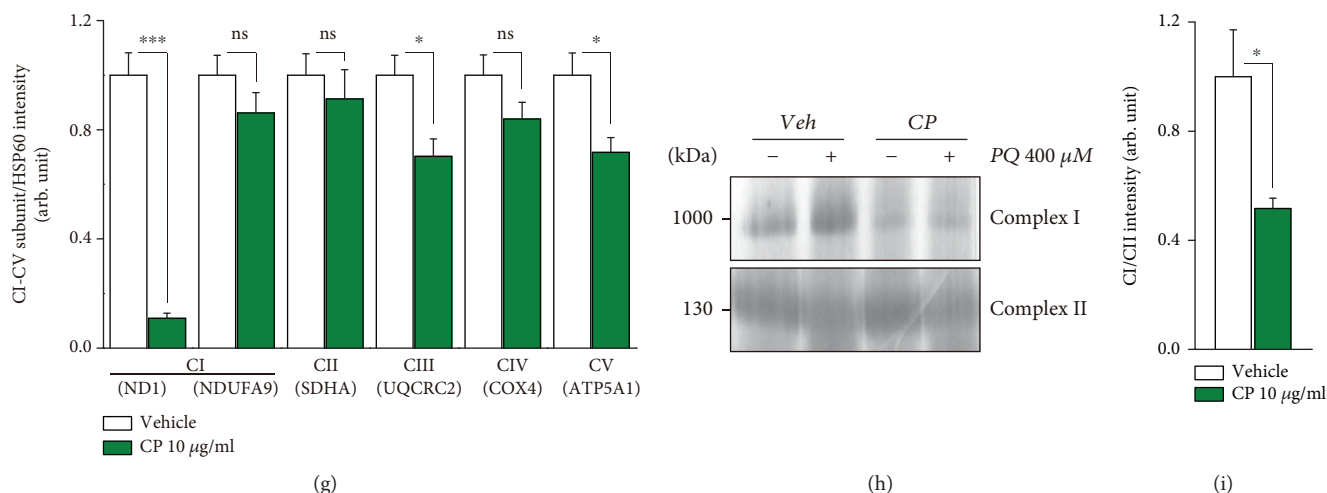 1.2
0.8
0.4
0.0
CI-CV subunit/HSP60 intensity
(arb. unit)
***
ns
ns
*
ns
*
CI
CII
CIII
CIV
CV
(ND1)
(NDUFA9)
(SDHA)
(UQCRC2)
(COX4)
(ATP5A1)
Vehicle
CP 10 μg/ml
(g)
Veh
CP
(kDa)
−
+
−
+
PQ 400 μM
1000
Complex I
130
Complex II
(h)
1.2
0.8
0.4
0.0
CI/CII intensity (arb. unit)
*
Vehicle
CP 10 μg/ml
(i)